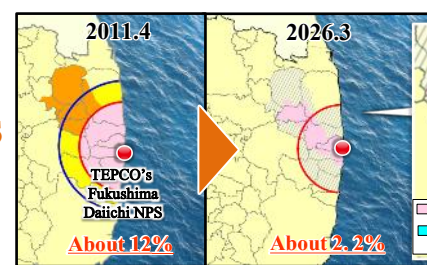 2011.4
TEPCO's
Fukushima
Daiichi NPS
About 12%
2026.3
About 2.2%